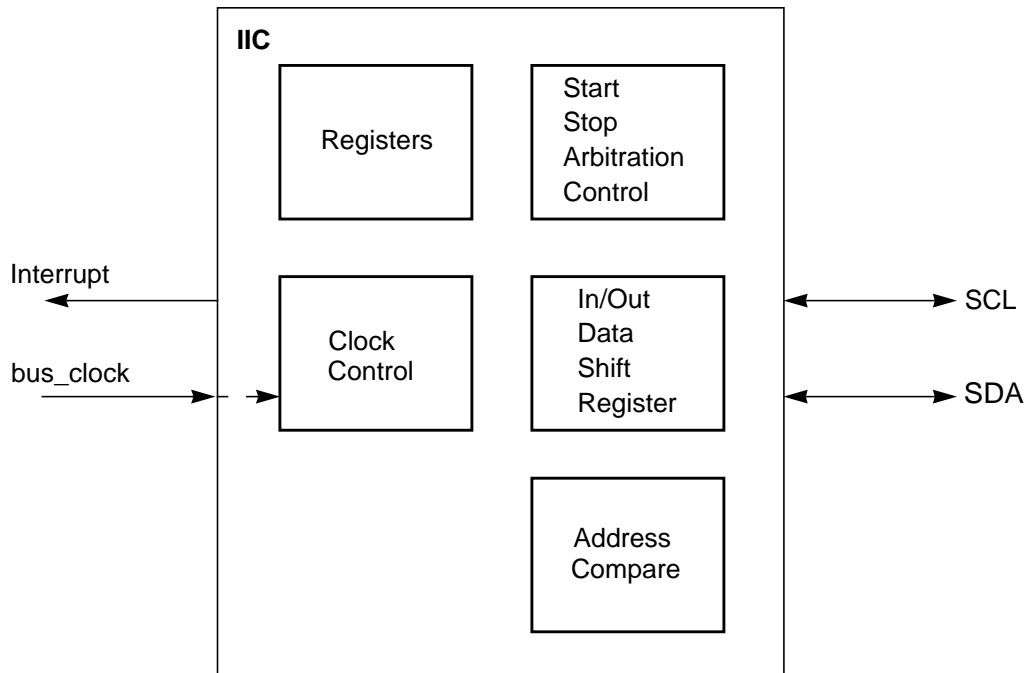 IIC
Registers
Start
Stop
Arbitration
Control
Interrupt
bus_clock
Clock
Control
In/Out
Data
Shift
Register
SCL
SDA
Address
Compare